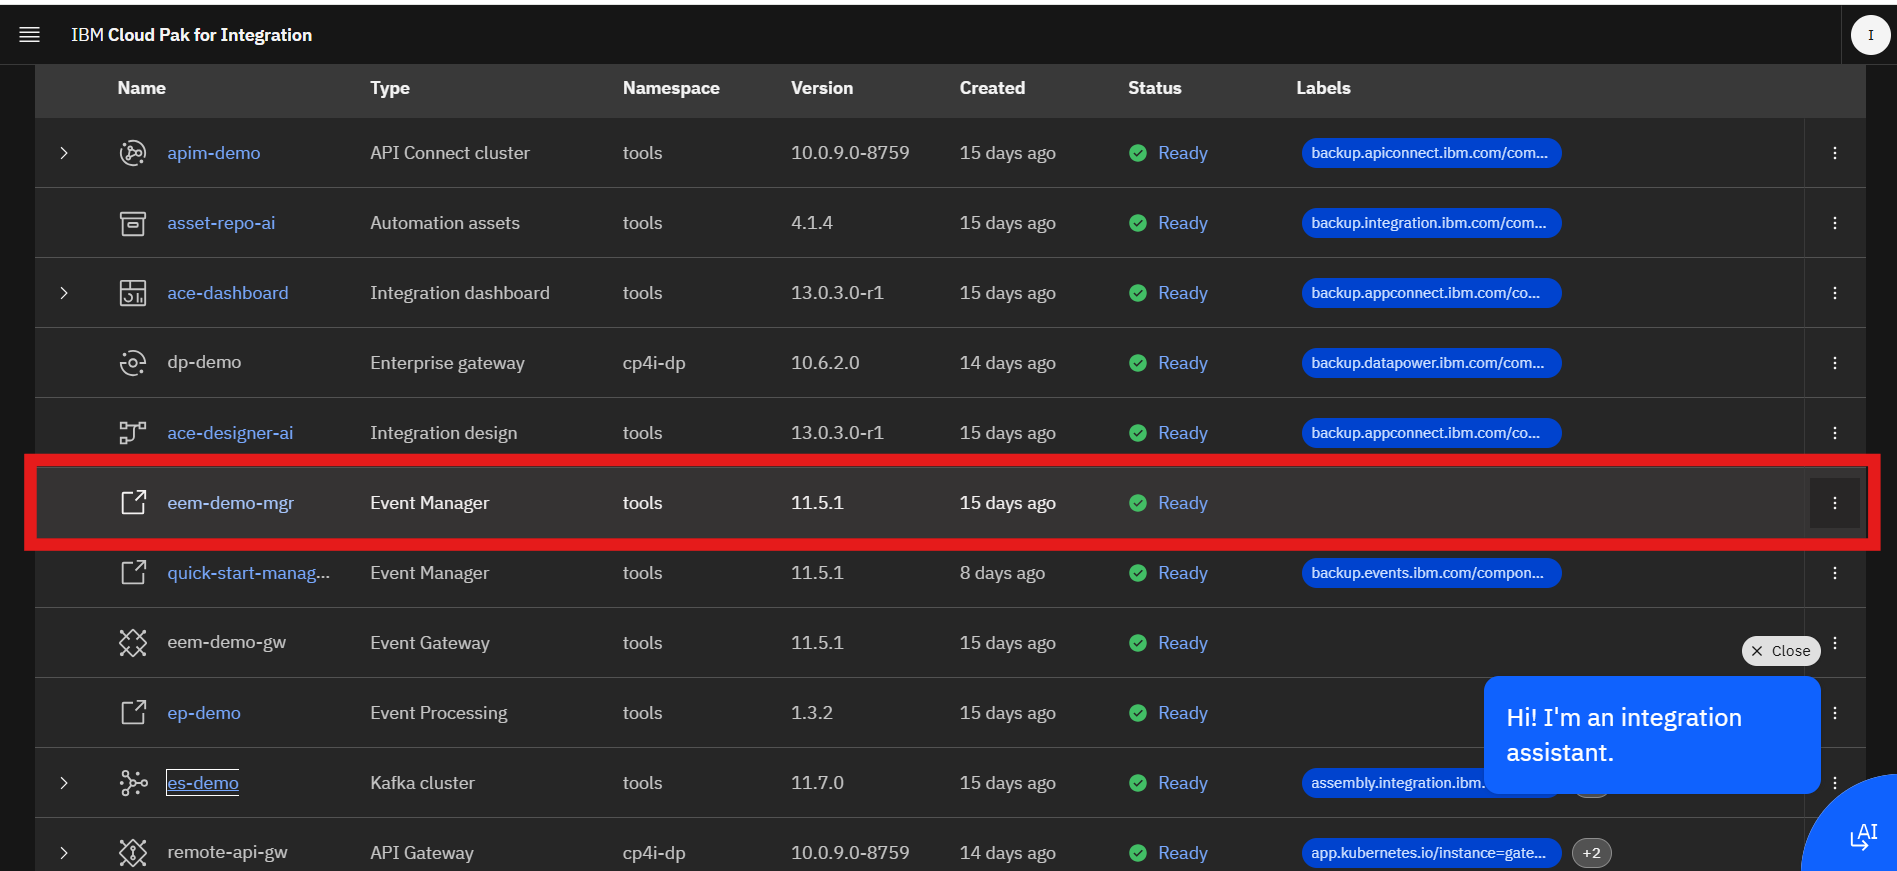 IBM Cloud Pak for Integration
I
Name Type Namespace Version Created Status Labels
apim-demo API Connect cluster tools 10.0.9.0-8759 15 days ago Ready backup.apiconnect.ibm.com/com...
asset-repo-ai Automation assets tools 4.1.4 15 days ago Ready backup.integration.ibm.com/com...
ace-dashboard Integration dashboard tools 13.0.3.0-r1 15 days ago Ready backup.appconnect.ibm.com/co...
dp-demo Enterprise gateway cp4i-dp 10.6.2.0 14 days ago Ready backup.datapower.ibm.com/com...
ace-designer-ai Integration design tools 13.0.3.0-r1 15 days ago Ready backup.appconnect.ibm.com/co...
eem-demo-mgr Event Manager tools 11.5.1 15 days ago Ready
quick-start-manag... Event Manager tools 11.5.1 8 days ago Ready backup.events.ibm.com/compon...
eem-demo-gw Event Gateway tools 11.5.1 15 days ago Ready
Close
ep-demo Event Processing tools 1.3.2 15 days ago Ready
Hi! I'm an integration
assistant.
es-demo Kafka cluster tools 11.7.0 15 days ago Ready assembly.integration.ibm.
AI
remote-api-gw API Gateway cp4i-dp 10.0.9.0-8759 14 days ago Ready app.kubernetes.io/instance=gate... +2